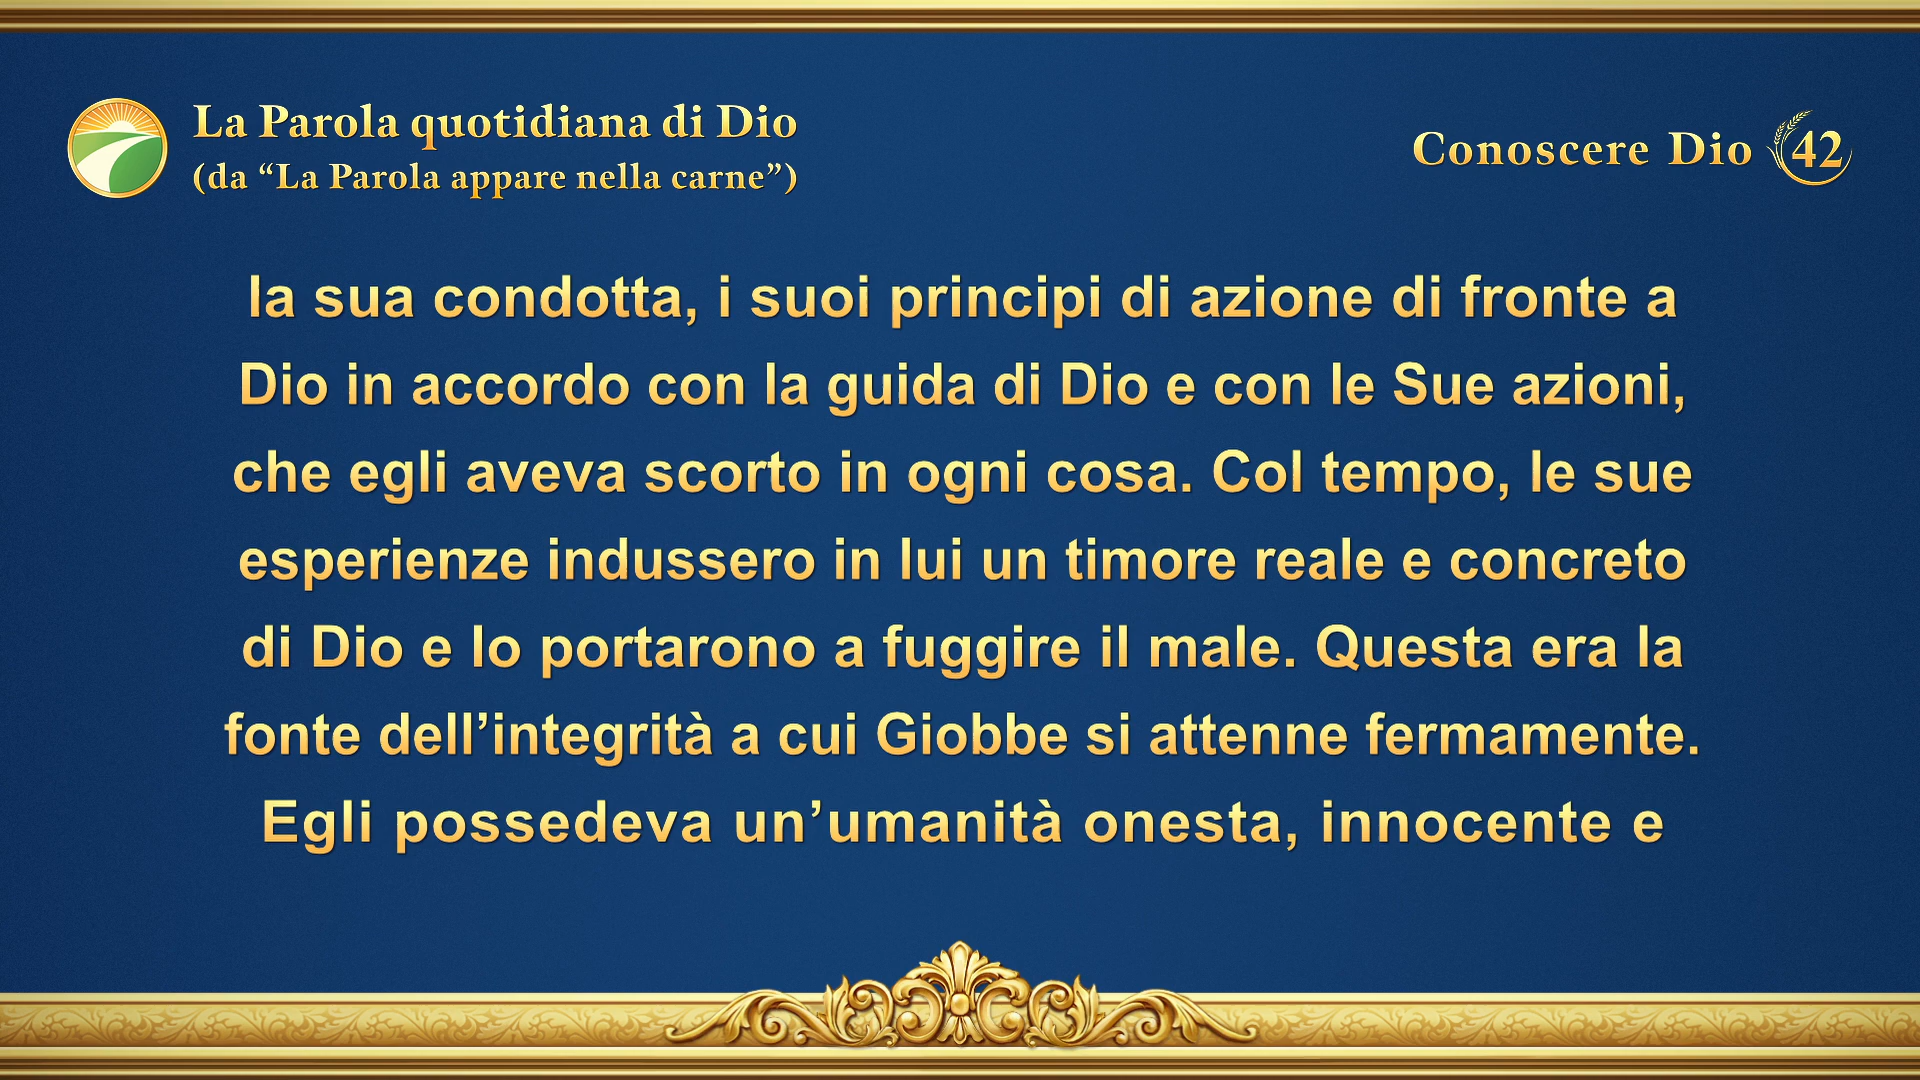 La Parola quotidiana di Dio
(da “La Parola appare nella carne”)
Conoscere Dio 42
la sua condotta, i suoi principi di azione di fronte a
Dio in accordo con la guida di Dio e con le Sue azioni,
che egli aveva scorto in ogni cosa. Col tempo, le sue
esperienze indussero in lui un timore reale e concreto
di Dio e lo portarono a fuggire il male. Questa era la
fonte dell’integrità a cui Giobbe si attenne fermamente.
Egli possedeva un’umanità onesta, innocente e